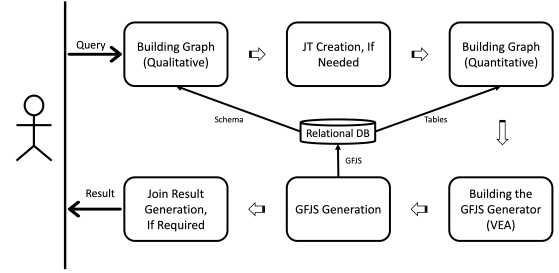 Query
Building Graph
(Qualitative)
JT Creation, If
Needed
Building Graph
(Quantitative)
Schema
Relational DB
Tables
GFJS
Result
Join Result
Generation,
If Required
GFJS Generation
Building the
GFJS Generator
(VEA)